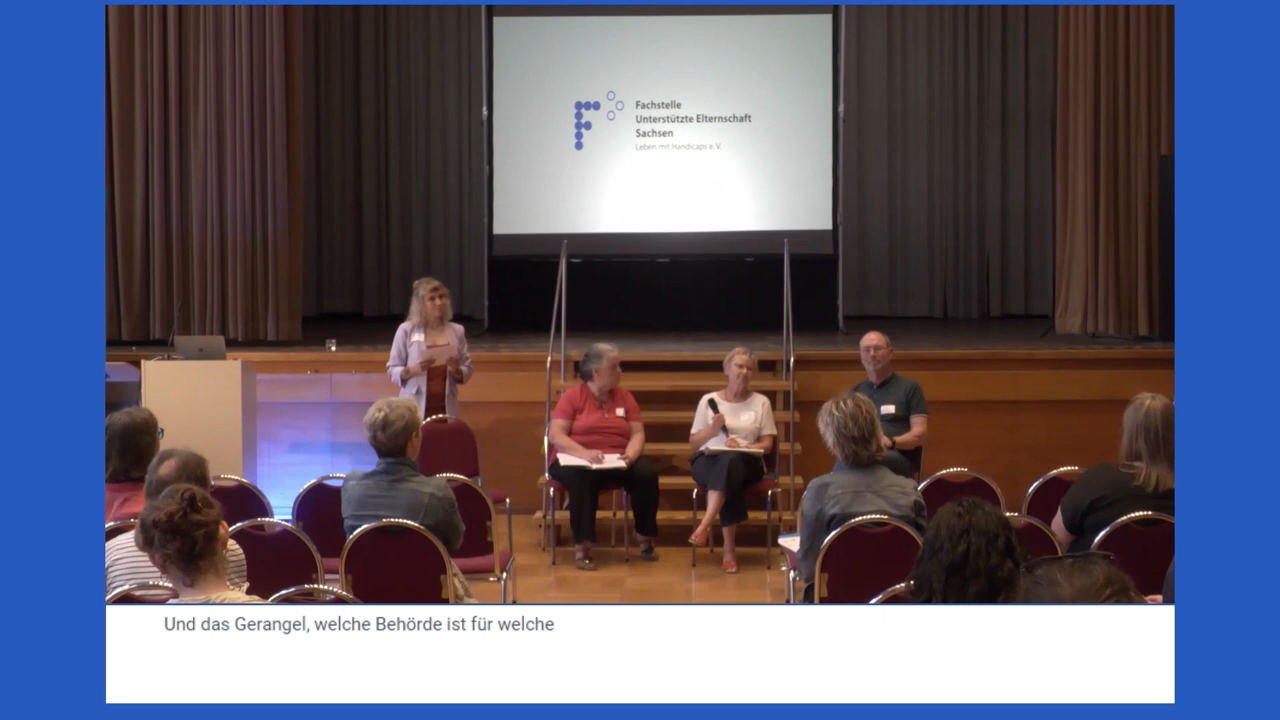 Fachstelle
Unterstützte Elternschaft
Sachsen
Leben mit Handicaps e.V.
Und das Gerangel, welche Behörde ist für welche